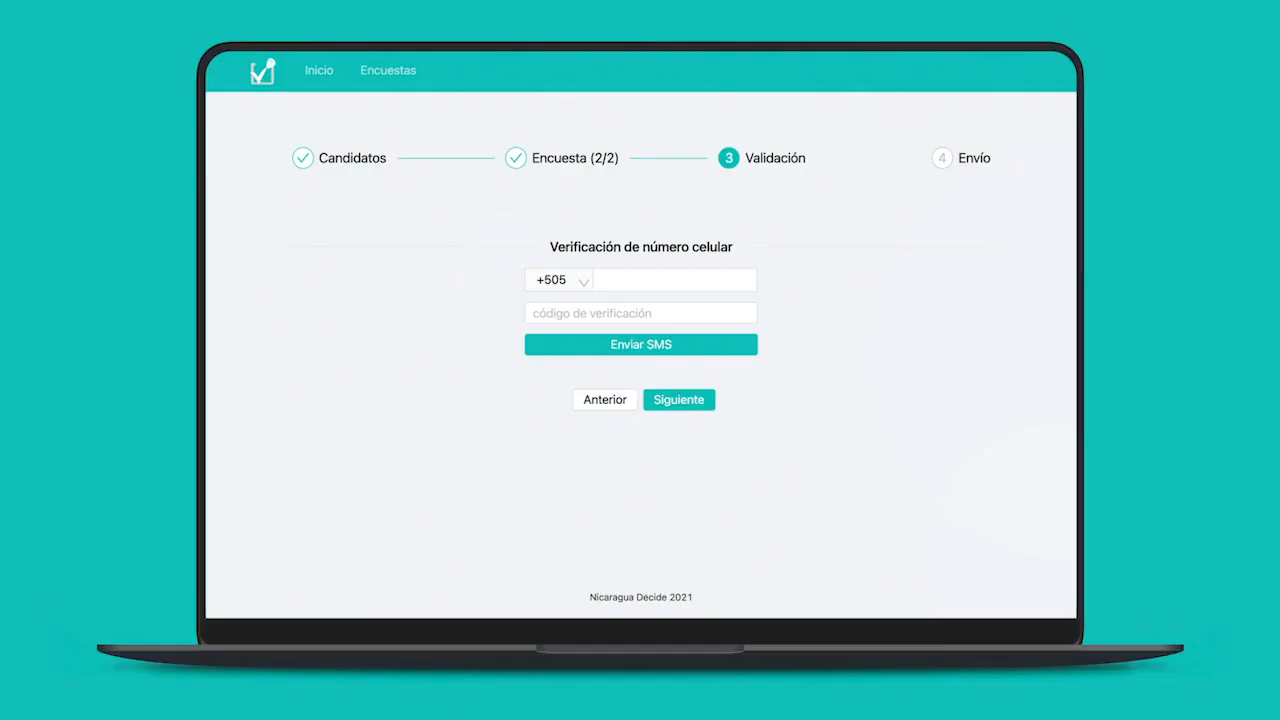 Inicio Encuestas
Candidatos Encuesta (2/2) 3 Validación 4 Envío
Verificación de número celular
+505
código de verificación
Enviar SMS
Anterior Siguiente
Nicaragua Decide 2021